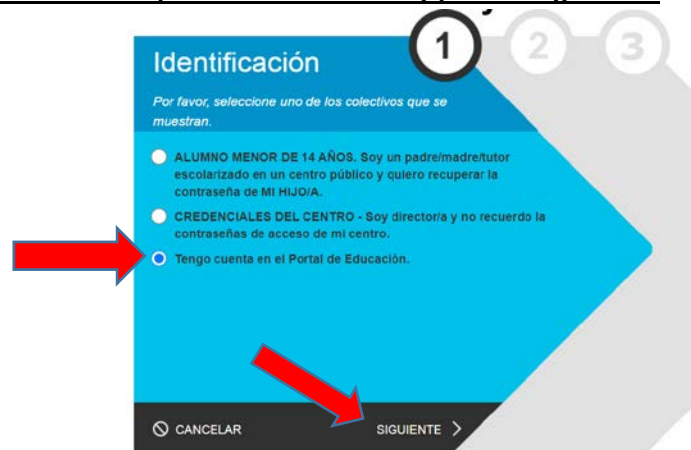 1
2
3
Identificación
Por favor, seleccione uno de los colectivos que se
muestran.
ALUMNO MENOR DE 14 AÑOS. Soy un padre/madre/tutor
escolarizado en un centro público y quiero recuperar la
contraseña de MI HIJO/A.
CREDENCIALES DEL CENTRO - Soy director/a y no recuerdo la
contraseñas de acceso de mi centro.
Tengo cuenta en el Portal de Educación.
CANCELAR
SIGUIENTE